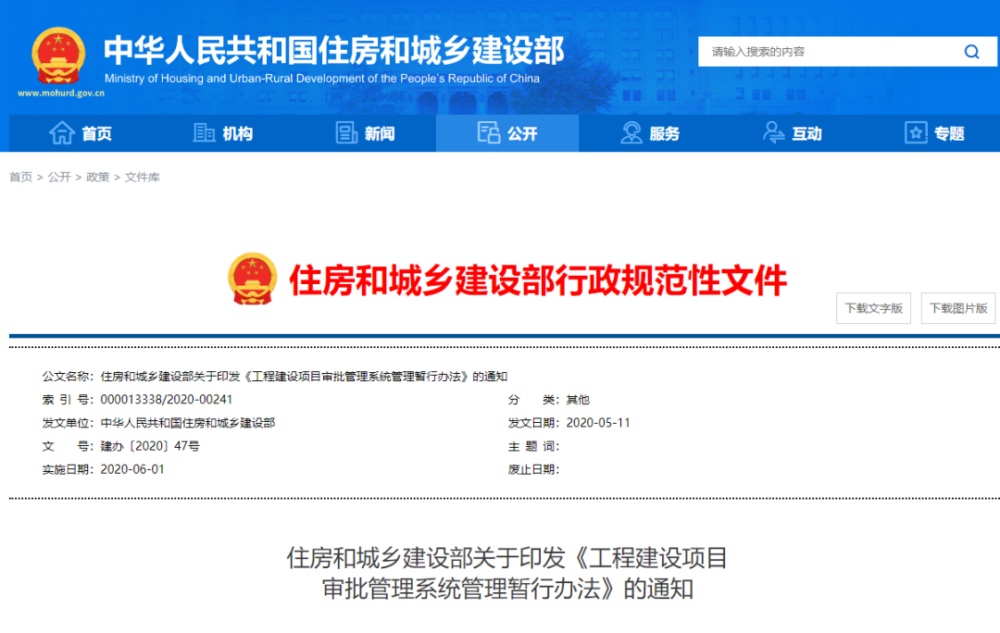 中华人民共和国住房和城乡建设部
Ministry of Housing and Urban-Rural Development of the People's Republic of China
www.mohurd.gov.cn
请输入搜索的内容
首页 机构 新闻 公开 服务 互动 专题
首页 > 公开 > 政策 > 文件库
住房和城乡建设部行政规范性文件
下载文字版 下载图片版
公文名称：住房和城乡建设部关于印发《工程建设项目审批管理系统管理暂行办法》的通知
索 引 号：000013338/2020-00241 分 类：其他
发文单位：中华人民共和国住房和城乡建设部 发文日期：2020-05-11
文 号：建办〔2020〕47号 主 题 词：
实施日期：2020-06-01 废止日期：
住房和城乡建设部关于印发《工程建设项目
审批管理系统管理暂行办法》的通知